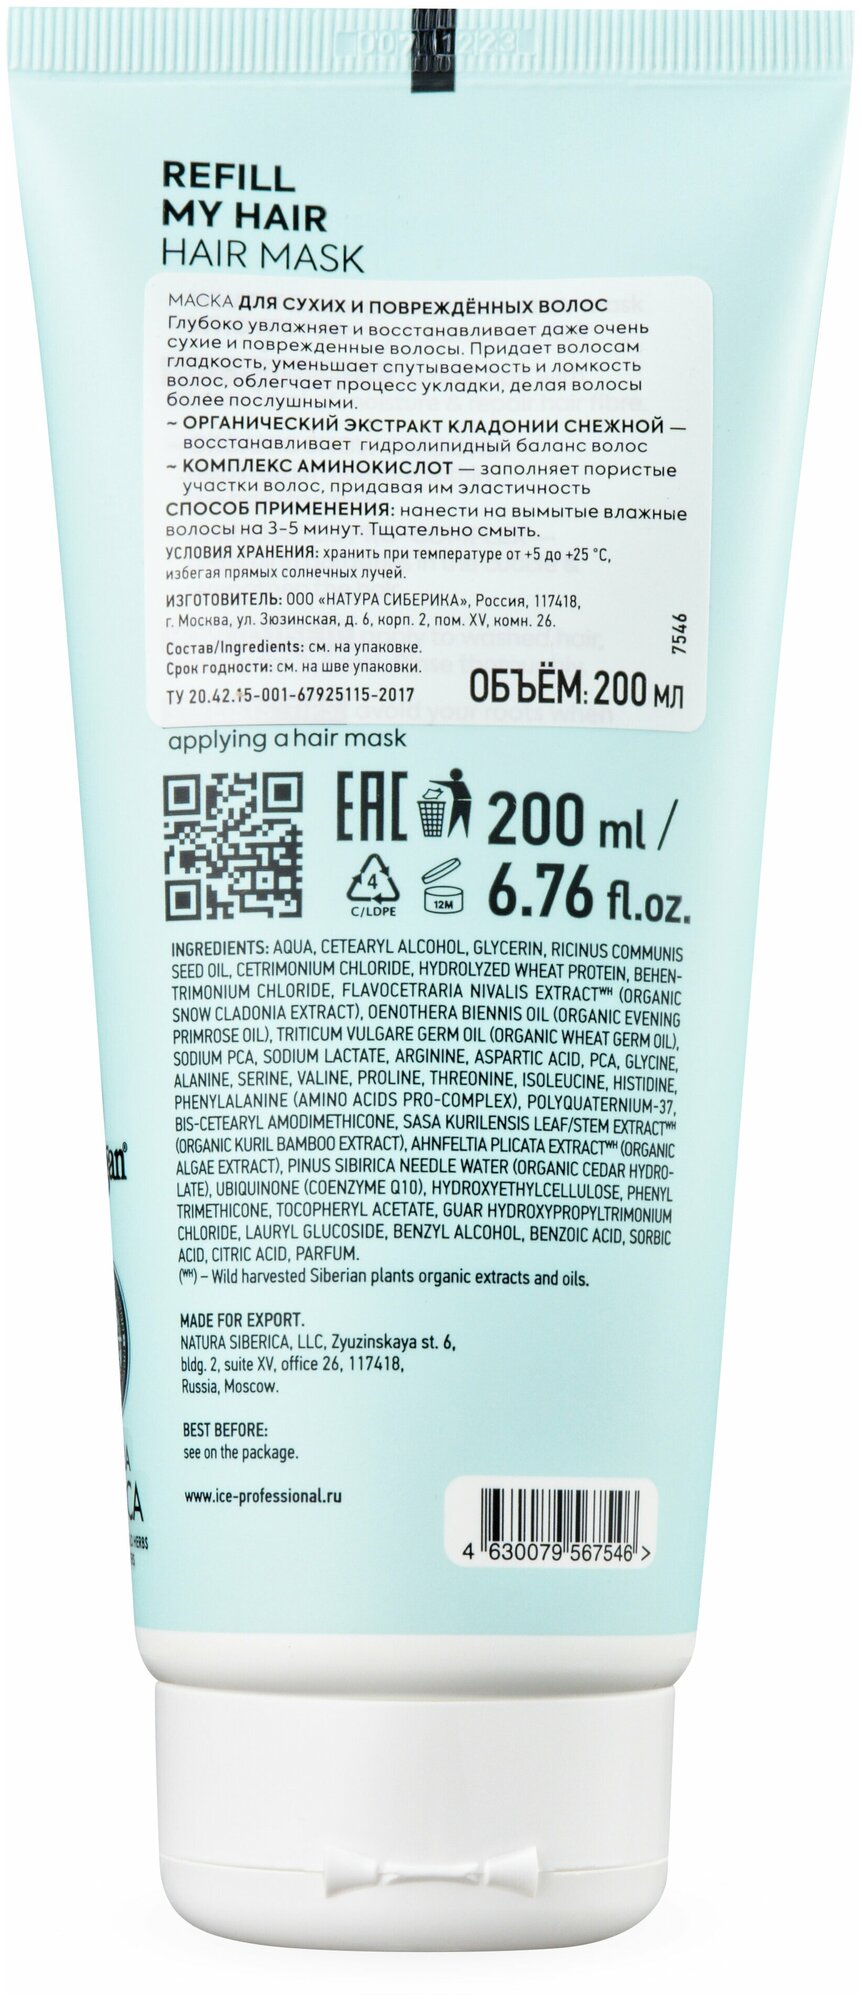 REFILL
MY HAIR
HAIR MASK
МАСКА ДЛЯ СУХИХ И ПОВРЕЖДЁННЫХ ВОЛОС
Глубоко увлажняет и восстанавливает даже очень
сухие и поврежденные волосы. Придает волосам
гладкость, уменьшает спутываемость и ломкость
волос, облегчает процесс укладки, делая волосы
более послушными.
~ ОРГАНИЧЕСКИЙ ЭКСТРАКТ КЛАДОНИИ СНЕЖНОЙ —
восстанавливает гидролипидный баланс волос
~ КОМПЛЕКС АМИНОКИСЛОТ — заполняет пористые
участки волос, придавая им эластичность
СПОСОБ ПРИМЕНЕНИЯ: нанести на вымытые влажные
волосы на 3-5 минут. Тщательно смыть.
УСЛОВИЯ ХРАНЕНИЯ: хранить при температуре от +5 до +25 °С,
избегая прямых солнечных лучей.
ИЗГОТОВИТЕЛЬ: ООО «НАТУРА СИБЕРИКА», Россия, 117418,
г. Москва, ул. Зюзинская, д. 6, корп. 2, пом. XV, комн. 26.
Состав/Ingredients: см. на упаковке.
Срок годности: см. на шве упаковки.
ТУ 20.42.15-001-67925115-2017
ОБЪЁМ: 200 мл
7546
applying a hair mask
EAC
200 ml /
6.76 fl.oz.
4
C/LDPE
12M
INGREDIENTS: AQUA, CETEARYL ALCOHOL, GLYCERIN, RICINUS COMMUNIS
SEED OIL, CETRIMONIUM CHLORIDE, HYDROLYZED WHEAT PROTEIN, BEHEN-
TRIMONIUM CHLORIDE, FLAVOCETRARIA NIVALIS EXTRACTᵂᴴ (ORGANIC
SNOW CLADONIA EXTRACT), OENOTHERA BIENNIS OIL (ORGANIC EVENING
PRIMROSE OIL), TRITICUM VULGARE GERM OIL (ORGANIC WHEAT GERM OIL),
SODIUM PCA, SODIUM LACTATE, ARGININE, ASPARTIC ACID, PCA, GLYCINE,
ALANINE, SERINE, VALINE, PROLINE, THREONINE, ISOLEUCINE, HISTIDINE,
PHENYLALANINE (AMINO ACIDS PRO-COMPLEX), POLYQUATERNIUM-37,
BIS-CETEARYL AMODIMETHICONE, SASA KURILENSIS LEAF/STEM EXTRACTᵂᴴ
(ORGANIC KURIL BAMBOO EXTRACT), AHNFELTIA PLICATA EXTRACTᵂᴴ (ORGANIC
ALGAE EXTRACT), PINUS SIBIRICA NEEDLE WATER (ORGANIC CEDAR HYDRO-
LATE), UBIQUINONE (COENZYME Q10), HYDROXYETHYLCELLULOSE, PHENYL
TRIMETHICONE, TOCOPHERYL ACETATE, GUAR HYDROXYPROPYLTRIMONIUM
CHLORIDE, LAURYL GLUCOSIDE, BENZYL ALCOHOL, BENZOIC ACID, SORBIC
ACID, CITRIC ACID, PARFUM.
(ᵂᴴ) – Wild harvested Siberian plants organic extracts and oils.
MADE FOR EXPORT.
NATURA SIBERICA, LLC, Zyuzinskaya st. 6,
bldg. 2, suite XV, office 26, 117418,
Russia, Moscow.
BEST BEFORE:
see on the package.
www.ice-professional.ru
4 630079 567546 >